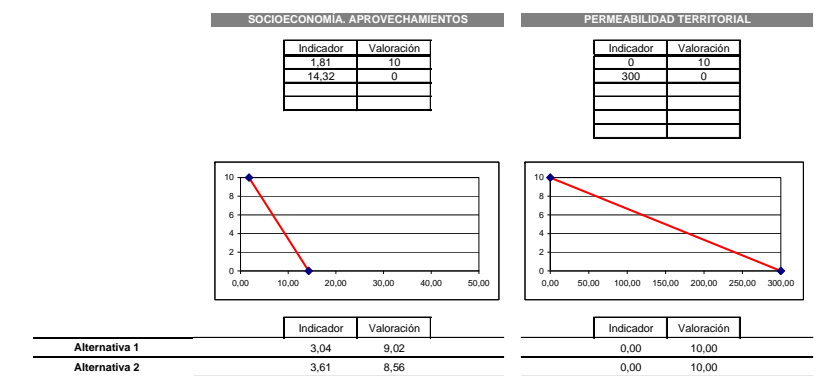 SOCIOECONOMÍA. APROVECHAMIENTOS PERMEABILIDAD TERRITORIAL
Indicador Valoración Indicador Valoración
1,81 10 0 10
14,32 0 300 0
10 10
8 8
6 6
4 4
2 2
0 0
0,00 10,00 20,00 30,00 40,00 50,00 0,00 50,00 100,00 150,00 200,00 250,00 300,00
Indicador Valoración Indicador Valoración
Alternativa 1 3,04 9,02 0,00 10,00
Alternativa 2 3,61 8,56 0,00 10,00